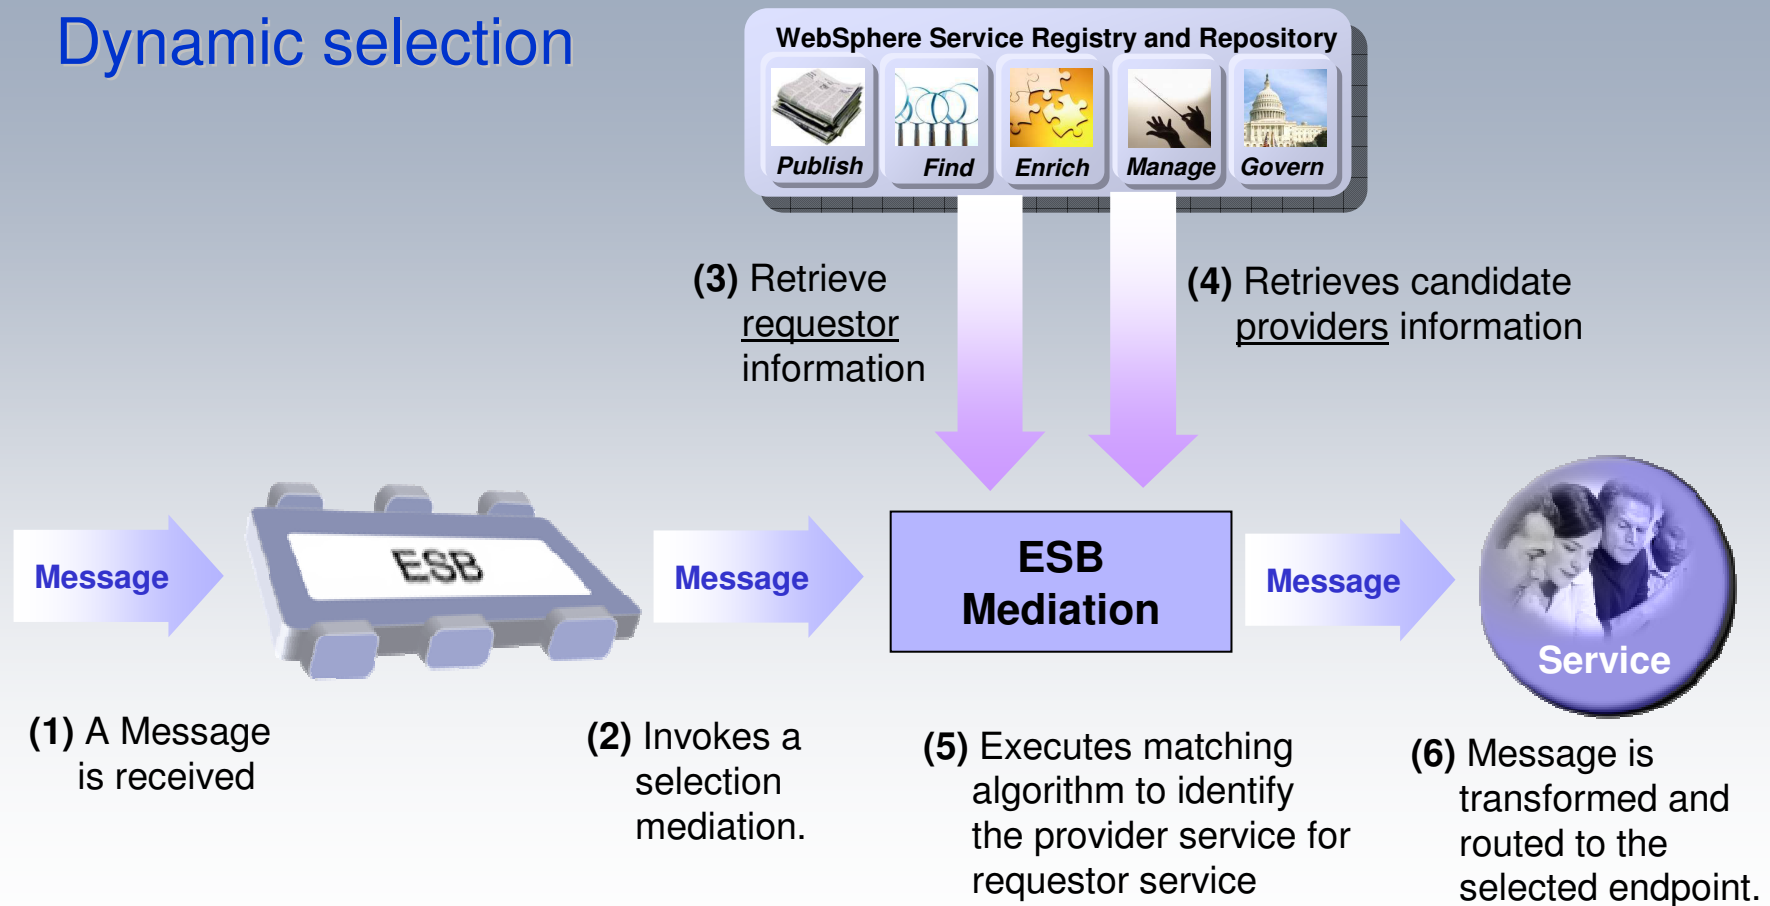 Dynamic selection
WebSphere Service Registry and Repository
Publish
Find
Enrich
Manage
Govern
(3) Retrieve
requestor
information
(4) Retrieves candidate
providers information
Message
ESB
Message
ESB
Mediation
Message
Service
(1) A Message
is received
(2) Invokes a
selection
mediation.
(5) Executes matching
algorithm to identify
the provider service for
requestor service
(6) Message is
transformed and
routed to the
selected endpoint.